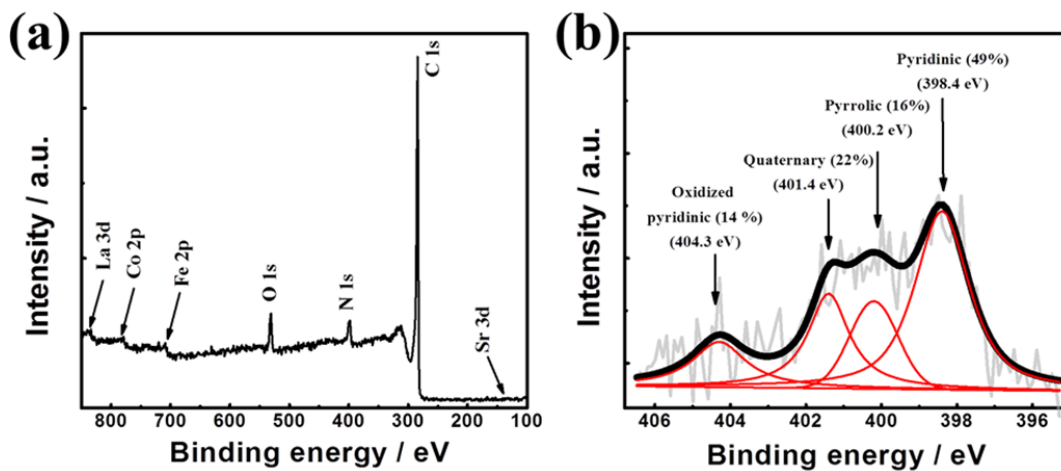 (a)
Intensity / a.u.
La 3d
Co 2p
Fe 2p
O 1s
N 1s
C 1s
Sr 3d
800 700 600 500 400 300 200 100
Binding energy / eV
(b)
Intensity / a.u.
Pyridinic (49%)
(398.4 eV)
Pyrrolic (16%)
(400.2 eV)
Quaternary (22%)
(401.4 eV)
Oxidized
pyridinic (14 %)
(404.3 eV)
406 404 402 400 398 396
Binding energy / eV